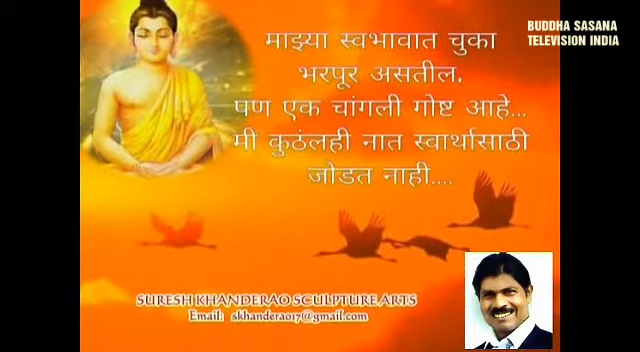 BUDDHA SASANA
TELEVISION INDIA
माझ्या स्वभावात चुका
भरपूर असतील.
पण एक चांगली गोष्ट आहे...
मी कुठंलही नात स्वार्थासाठी
जोडत नाही....
SURESH KHANDERAO SCULPTURE ARTS
Email: skhanderao17@gmail.com